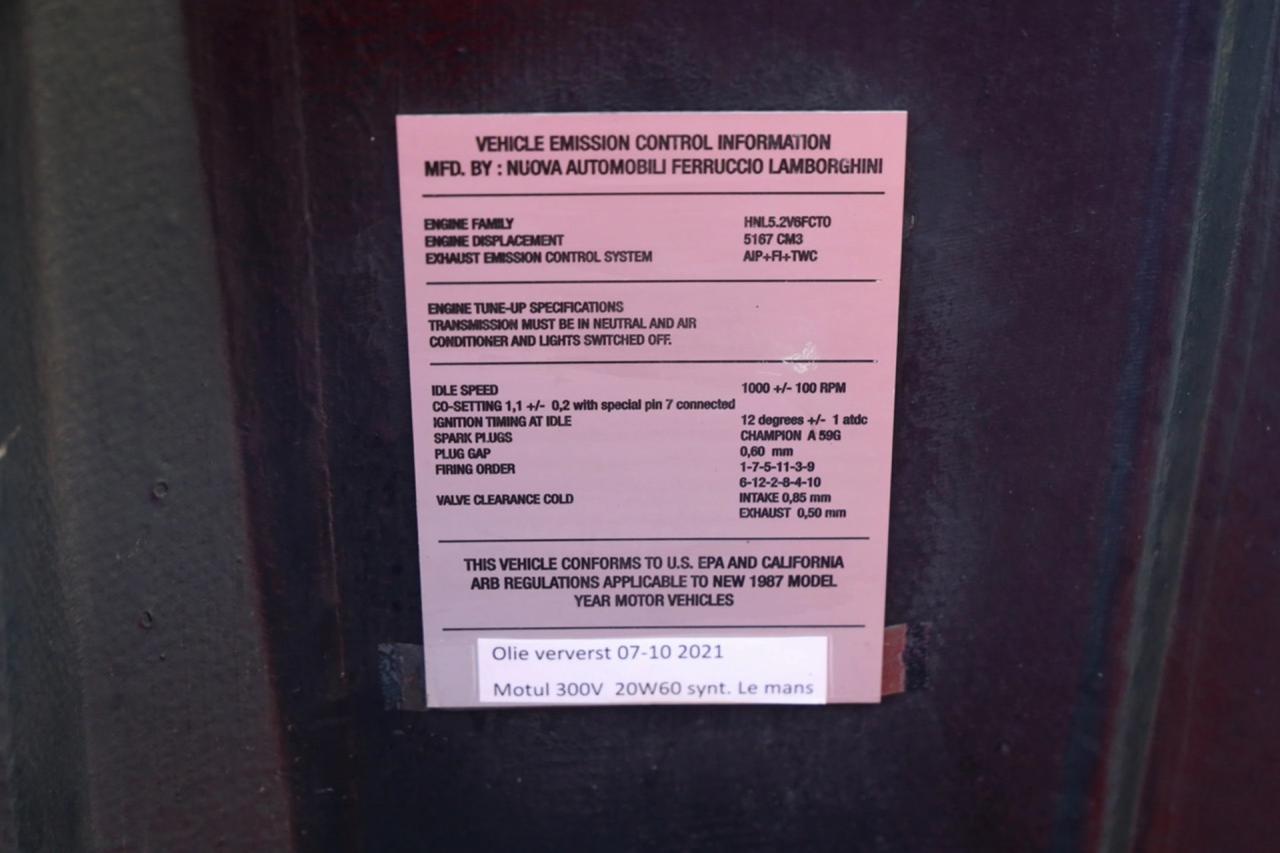 VEHICLE EMISSION CONTROL INFORMATION
MFD. BY : NUOVA AUTOMOBILI FERRUCCIO LAMBORGHINI
ENGINE FAMILY HNL5.2V6FCTO
ENGINE DISPLACEMENT 5167 CM3
EXHAUST EMISSION CONTROL SYSTEM AIP+FI+TWC
ENGINE TUNE-UP SPECIFICATIONS
TRANSMISSION MUST BE IN NEUTRAL AND AIR
CONDITIONER AND LIGHTS SWITCHED OFF.
IDLE SPEED 1000 +/- 100 RPM
CO-SETTING 1,1 +/- 0,2 with special pin 7 connected
IGNITION TIMING AT IDLE 12 degrees +/- 1 atdc
SPARK PLUGS CHAMPION A 59G
PLUG GAP 0,60 mm
FIRING ORDER 1-7-5-11-3-9
6-12-2-8-4-10
VALVE CLEARANCE COLD INTAKE 0,85 mm
EXHAUST 0,50 mm
THIS VEHICLE CONFORMS TO U.S. EPA AND CALIFORNIA
ARB REGULATIONS APPLICABLE TO NEW 1987 MODEL
YEAR MOTOR VEHICLES
Olie ververst 07-10 2021
Motul 300V 20W60 synt. Le mans